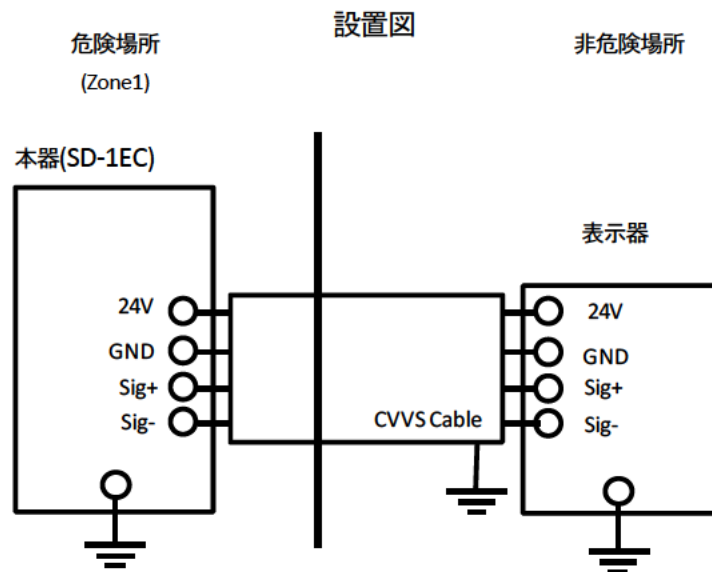 設置図
危険場所
(Zone1)
非危険場所
本器(SD-1EC)
表示器
24V
GND
Sig+
Sig-
CVVS Cable
24V
GND
Sig+
Sig-